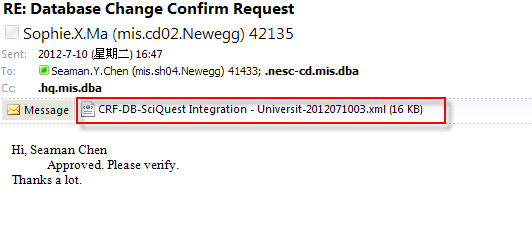 RE: Database Change Confirm Request
Sophie.X.Ma (mis.cd02.Newegg) 42135
Sent: 2012-7-10 (星期二) 16:47
To: Seaman.Y.Chen (mis.sh04.Newegg) 41433; .nesc-cd.mis.dba
Cc: .hq.mis.dba
Message CRF-DB-SciQuest Integration - Universit-2012071003.xml (16 KB)
Hi, Seaman Chen
Approved. Please verify.
Thanks a lot.